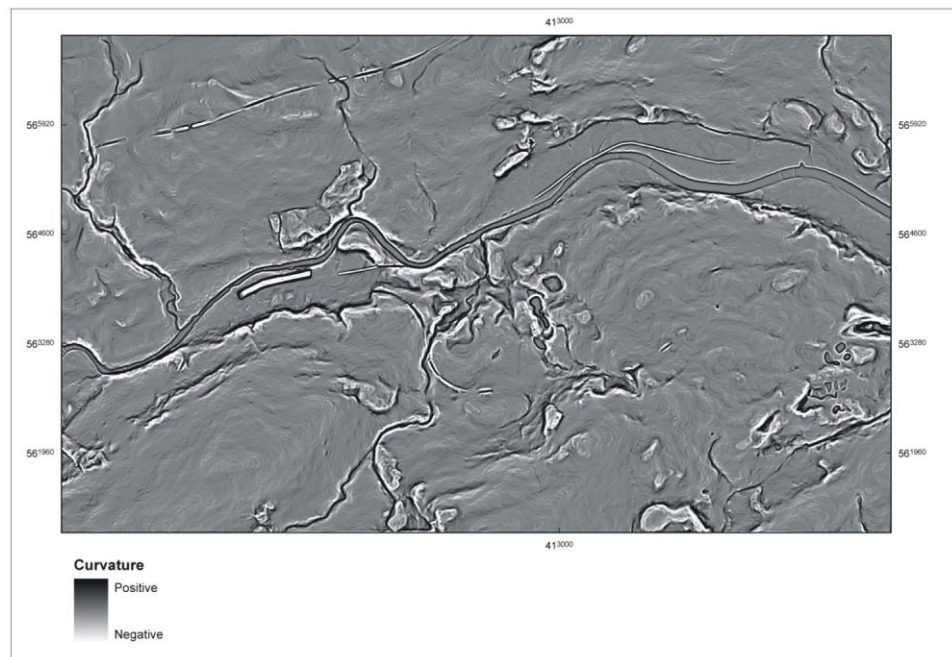 41³⁰⁰⁰
56⁵⁹²⁰ 56⁵⁹²⁰
56⁴⁶⁰⁰ 56⁴⁶⁰⁰
56³²⁸⁰ 56³²⁸⁰
56¹⁹⁶⁰ 56¹⁹⁶⁰
41³⁰⁰⁰
Curvature
Positive
Negative